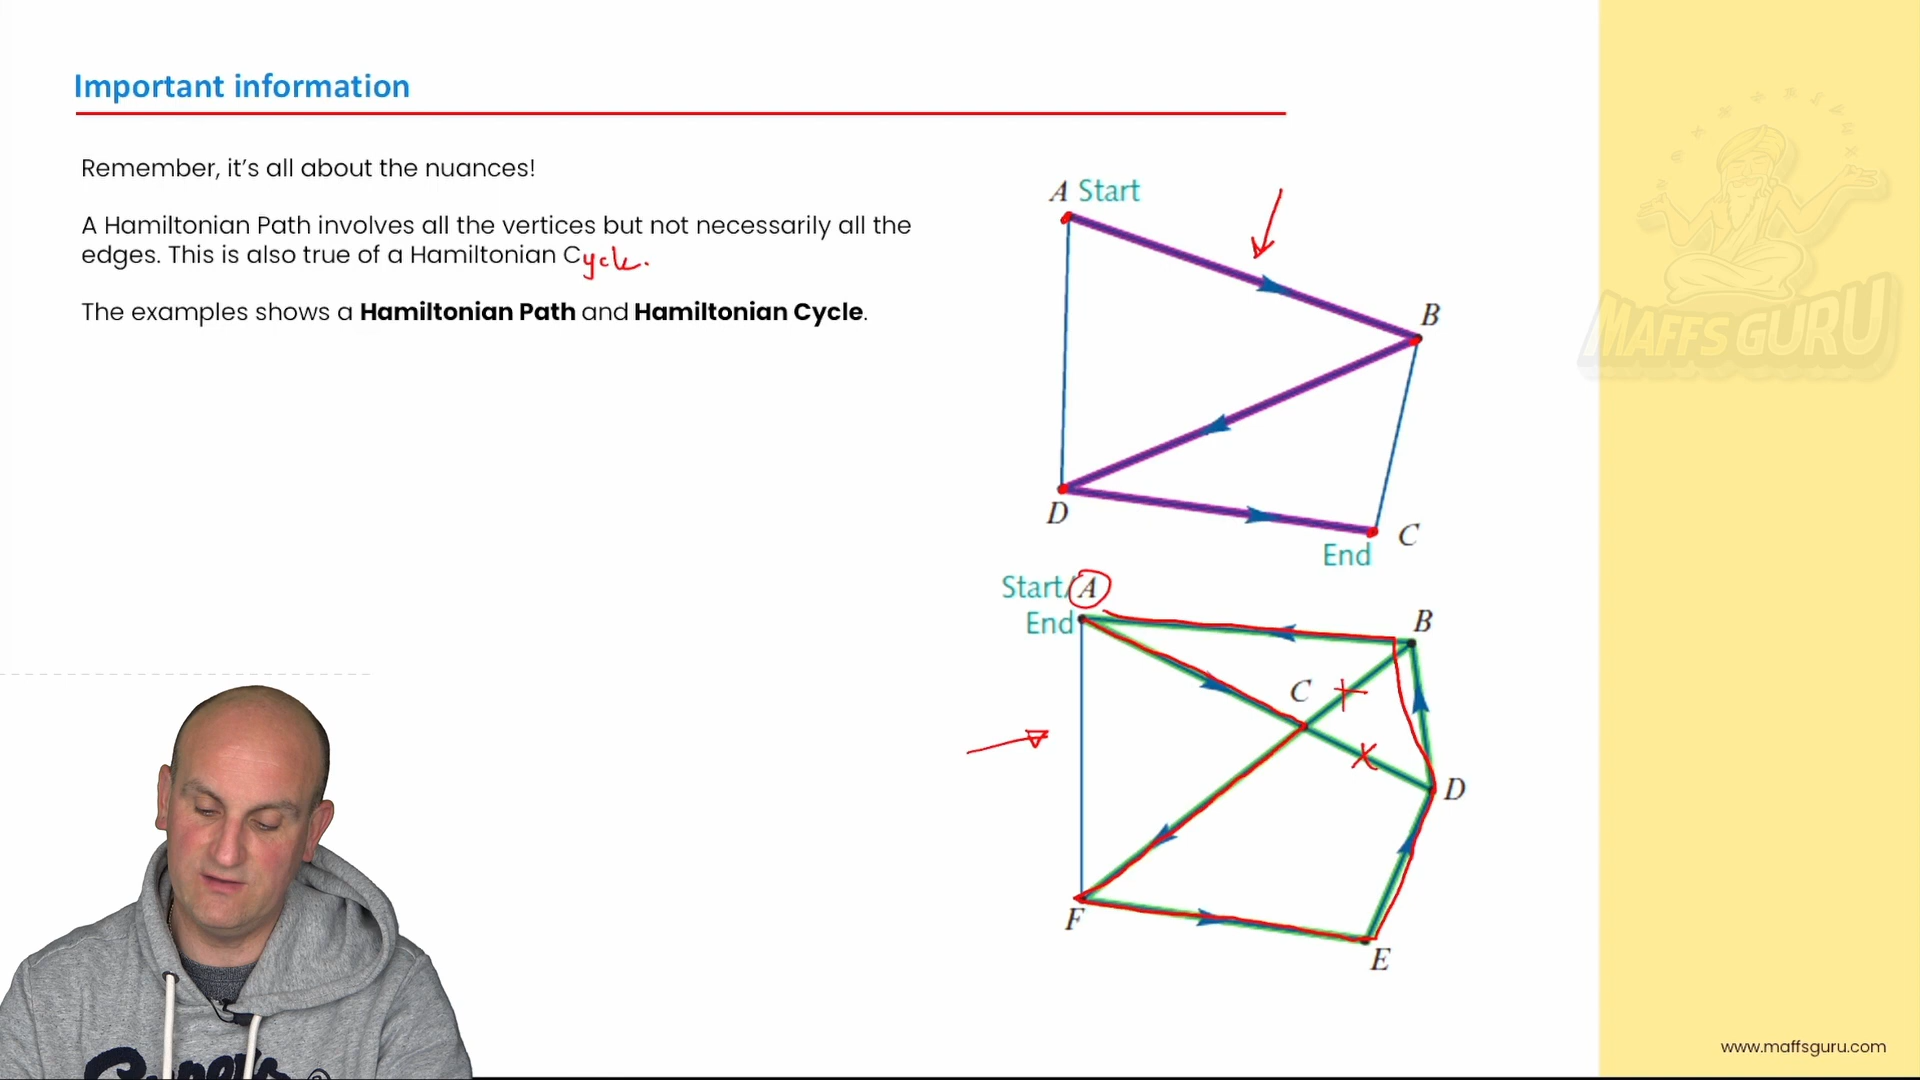 Important information
Remember, it's all about the nuances!
A Hamiltonian Path involves all the vertices but not necessarily all the
edges. This is also true of a Hamiltonian Cycle.
The examples shows a Hamiltonian Path and Hamiltonian Cycle.
A Start
B
D
C
End
Start/A
End
B
C
D
F
E
MAFFS GURU
www.maffsguru.com